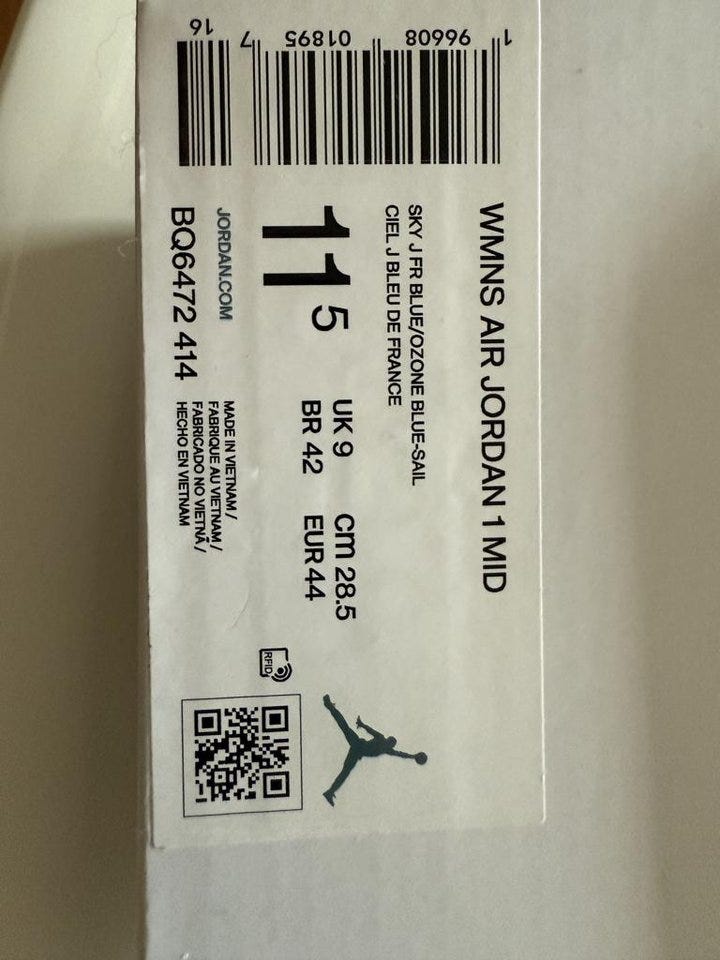 WMNS AIR JORDAN 1 MID
SKY J FR BLUE/OZONE BLUE-SAIL
CIEL J BLEU DE FRANCE
11 5
UK 9 cm 28.5
BR 42 EUR 44
JORDAN.COM
BQ6472 414
MADE IN VIETNAM /
FABRIQUE AU VIETNAM /
FABRICADO NO VIETNÃ /
HECHO EN VIETNAM
RFID
1 96608 01895 7 16